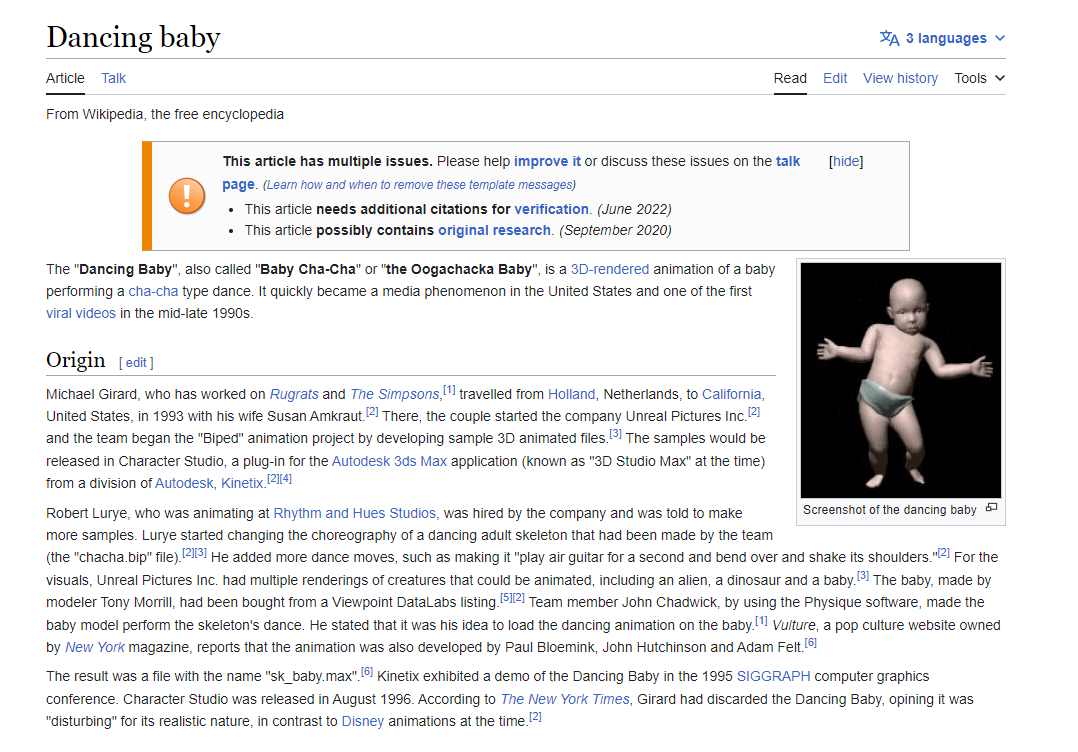 Dancing baby
3 languages
Article Talk
Read Edit View history Tools
From Wikipedia, the free encyclopedia
This article has multiple issues. Please help improve it or discuss these issues on the talk [hide]
page. (Learn how and when to remove these template messages)
• This article needs additional citations for verification. (June 2022)
• This article possibly contains original research. (September 2020)
The "Dancing Baby", also called "Baby Cha-Cha" or "the Oogachacka Baby", is a 3D-rendered animation of a baby
performing a cha-cha type dance. It quickly became a media phenomenon in the United States and one of the first
viral videos in the mid-late 1990s.
Screenshot of the dancing baby
Origin [ edit ]
Michael Girard, who has worked on Rugrats and The Simpsons,[1] travelled from Holland, Netherlands, to California,
United States, in 1993 with his wife Susan Amkraut.[2] There, the couple started the company Unreal Pictures Inc.[2]
and the team began the "Biped" animation project by developing sample 3D animated files.[3] The samples would be
released in Character Studio, a plug-in for the Autodesk 3ds Max application (known as "3D Studio Max" at the time)
from a division of Autodesk, Kinetix.[2][4]
Robert Lurye, who was animating at Rhythm and Hues Studios, was hired by the company and was told to make
more samples. Lurye started changing the choreography of a dancing adult skeleton that had been made by the team
(the "chacha.bip" file).[2][3] He added more dance moves, such as making it "play air guitar for a second and bend over and shake its shoulders."[2] For the
visuals, Unreal Pictures Inc. had multiple renderings of creatures that could be animated, including an alien, a dinosaur and a baby.[3] The baby, made by
modeler Tony Morrill, had been bought from a Viewpoint DataLabs listing.[5][2] Team member John Chadwick, by using the Physique software, made the
baby model perform the skeleton's dance. He stated that it was his idea to load the dancing animation on the baby.[1] Vulture, a pop culture website owned
by New York magazine, reports that the animation was also developed by Paul Bloemink, John Hutchinson and Adam Felt.[6]
The result was a file with the name "sk_baby.max".[6] Kinetix exhibited a demo of the Dancing Baby in the 1995 SIGGRAPH computer graphics
conference. Character Studio was released in August 1996. According to The New York Times, Girard had discarded the Dancing Baby, opining it was
"disturbing" for its realistic nature, in contrast to Disney animations at the time.[2]